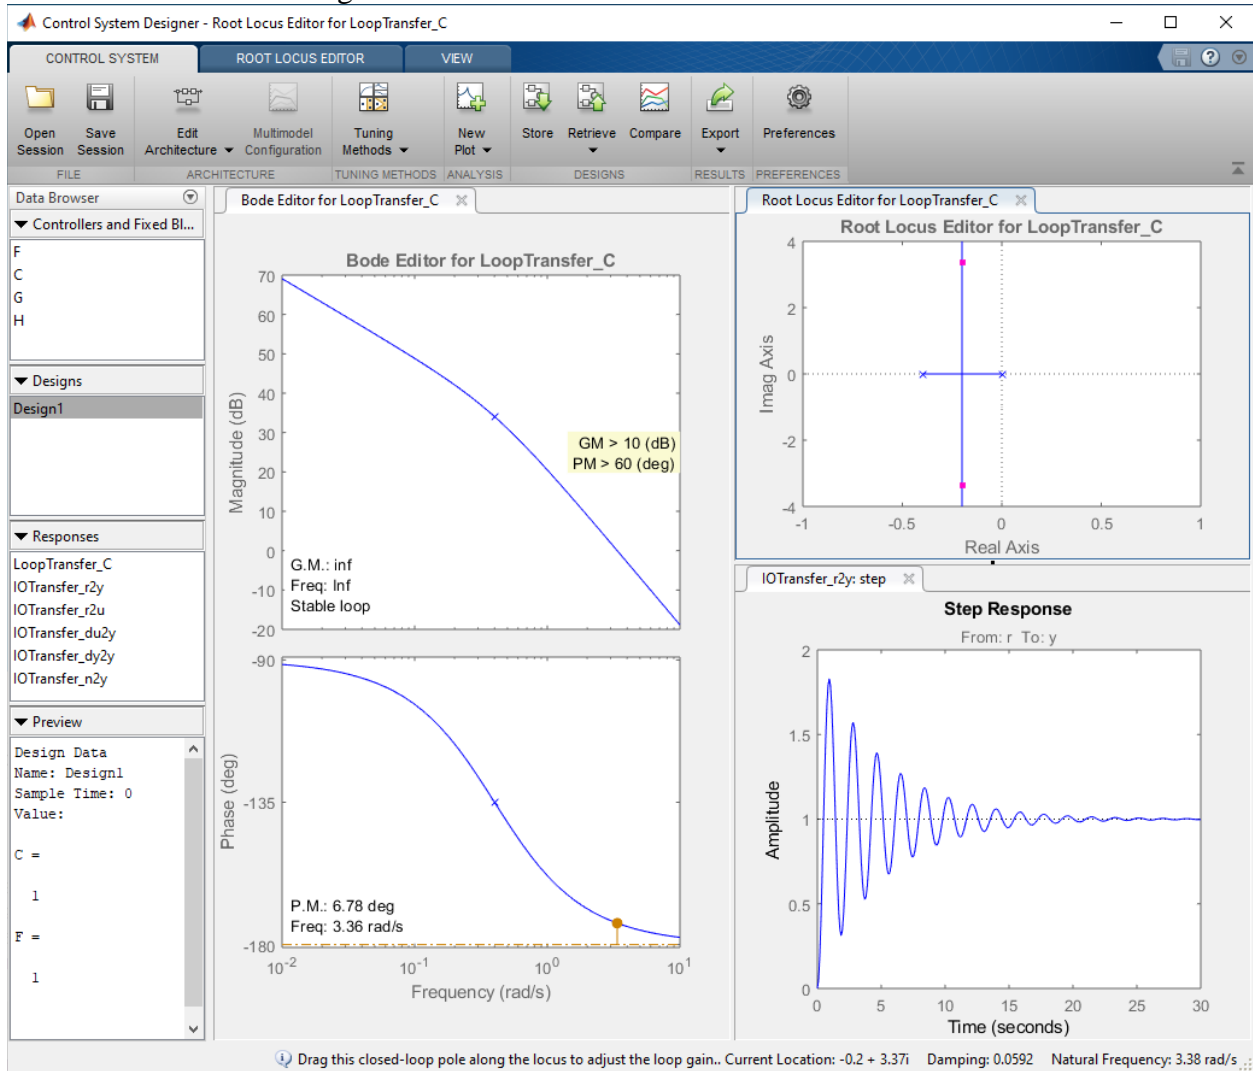 Control System Designer - Root Locus Editor for LoopTransfer_C
CONTROL SYSTEM
ROOT LOCUS EDITOR
VIEW
Open Session
Save Session
Edit Architecture
Multimodel Configuration
Tuning Methods
New Plot
Store
Retrieve
Compare
Export
Preferences
FILE
ARCHITECTURE
TUNING METHODS
ANALYSIS
DESIGNS
RESULTS
PREFERENCES
Data Browser
Controllers and Fixed Bl...
F
C
G
H
Designs
Design1
Responses
LoopTransfer_C
IOTransfer_r2y
IOTransfer_r2u
IOTransfer_du2y
IOTransfer_dy2y
IOTransfer_n2y
Preview
Design Data
Name: Design1
Sample Time: 0
Value:
C =
1
F =
1
Bode Editor for LoopTransfer_C
Bode Editor for LoopTransfer_C
Magnitude (dB)
70
60
50
40
30
20
10
0
-10
-20
GM > 10 (dB)
PM > 60 (deg)
G.M.: inf
Freq: Inf
Stable loop
Phase (deg)
-90
-135
-180
P.M.: 6.78 deg
Freq: 3.36 rad/s
10-2
10-1
100
101
Frequency (rad/s)
Root Locus Editor for LoopTransfer_C
Root Locus Editor for LoopTransfer_C
Imag Axis
4
2
0
-2
-4
-1
-0.5
0
0.5
1
Real Axis
IOTransfer_r2y: step
Step Response
From: r To: y
Amplitude
2
1.5
1
0.5
0
0
5
10
15
20
25
30
Time (seconds)
Drag this closed-loop pole along the locus to adjust the loop gain.. Current Location: -0.2 + 3.37i Damping: 0.0592 Natural Frequency: 3.38 rad/s